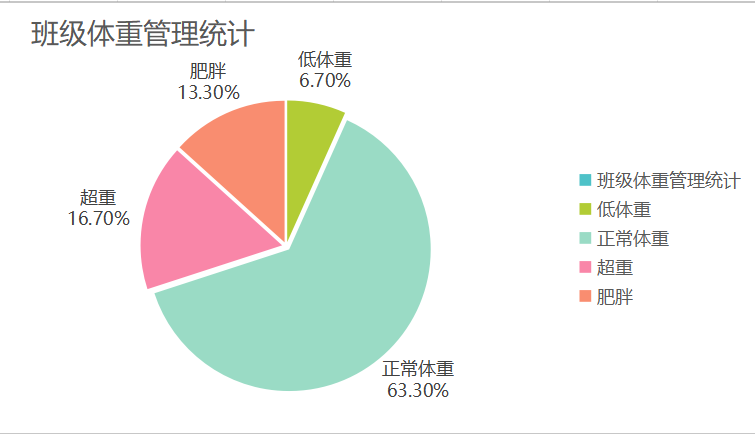 班级体重管理统计
低体重
6.70%
肥胖
13.30%
超重
16.70%
正常体重
63.30%
班级体重管理统计
低体重
正常体重
超重
肥胖